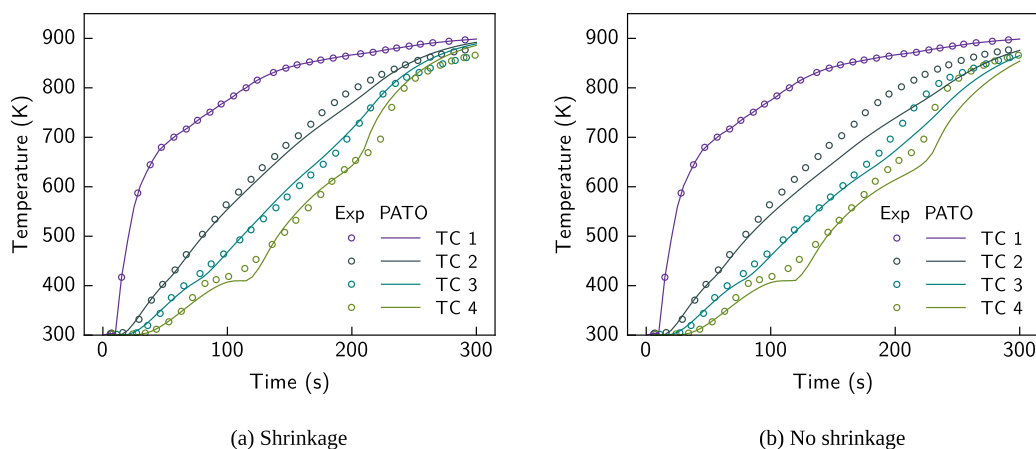 900
800
700
600
500
400
300
0
100
200
300
Temperature (K)
Time (s)
Exp PATO
TC 1
TC 2
TC 3
TC 4
(a) Shrinkage
900
800
700
600
500
400
300
0
100
200
300
Temperature (K)
Time (s)
Exp PATO
TC 1
TC 2
TC 3
TC 4
(b) No shrinkage